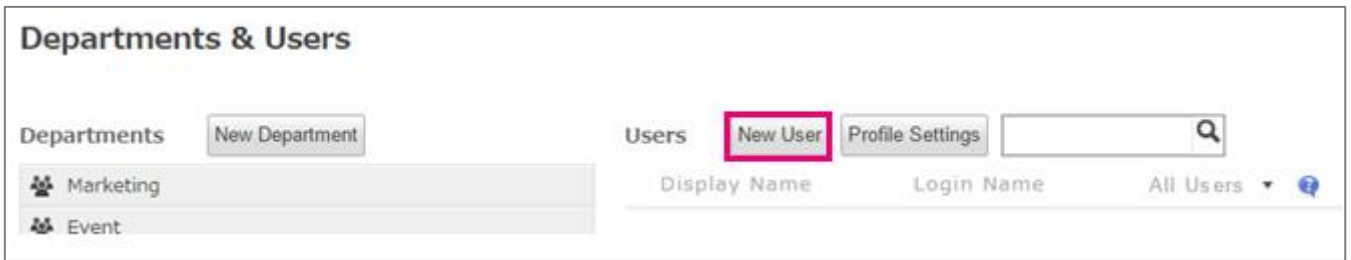 Departments & Users
Departments New Department
Users New User Profile Settings
Marketing
Event
Display Name Login Name All Users